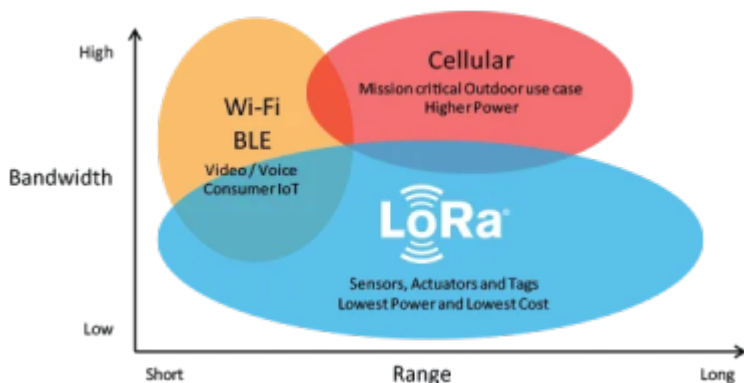 High
Cellular
Mission critical Outdoor use case
Higher Power
Wi-Fi
BLE
Video / Voice
Consumer IoT
Bandwidth
LoRa®
Sensors, Actuators and Tags
Lowest Power and Lowest Cost
Low
Short
Range
Long